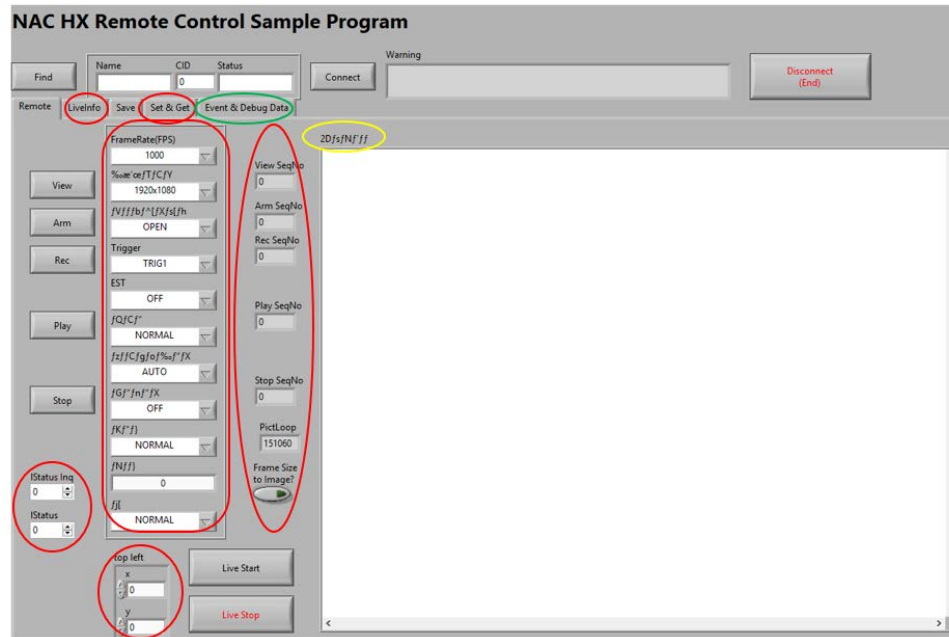 NAC HX Remote Control Sample Program
Warning
Name CID Status
Find
0
Connect
Disconnect
(End)
Remote LiveInfo Save Set & Get Event & Debug Data
FrameRate(FPS)
1000
1920x1080
OPEN
Trigger
TRIG1
EST
OFF
NORMAL
AUTO
OFF
NORMAL
0
NORMAL
View
Arm
Rec
Play
Stop
View SeqNo
0
Arm SeqNo
0
Rec SeqNo
0
Play SeqNo
0
Stop SeqNo
0
PictLoop
151060
Frame Size
to Image?
IStatus Inq
0
IStatus
0
top left
x
0
y
0
Live Start
Live Stop